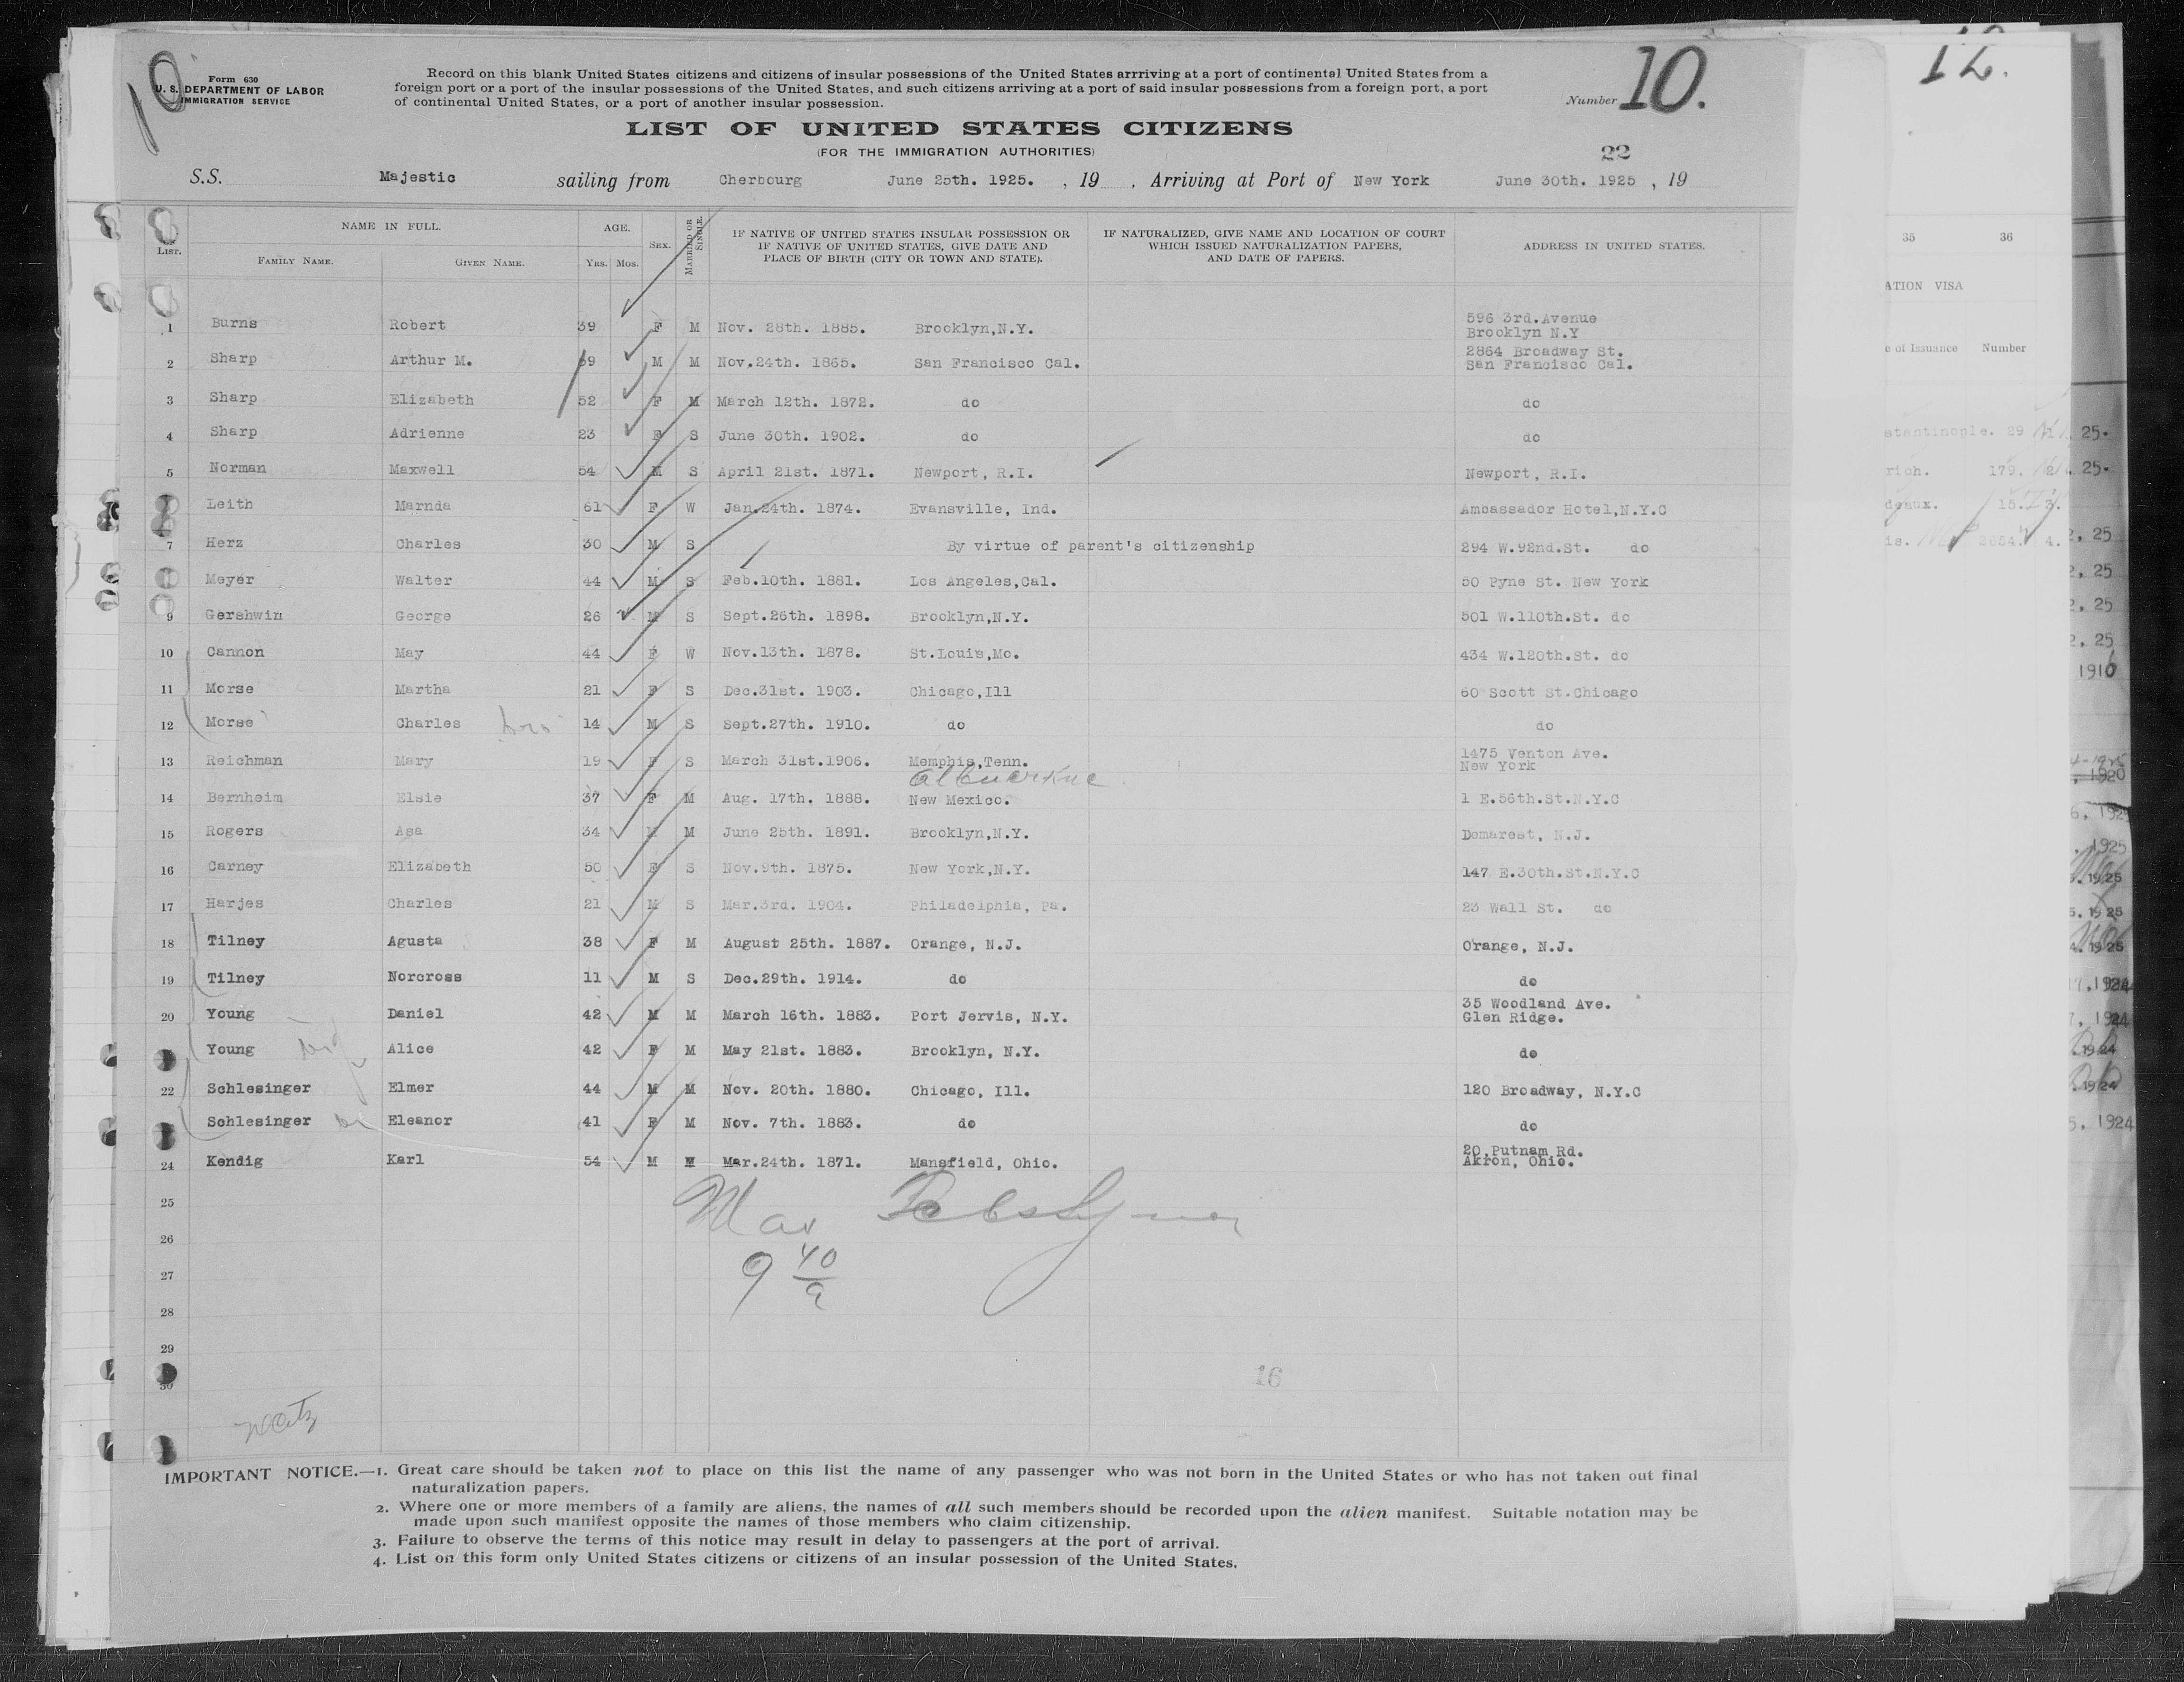 10
Form 630
U. S. DEPARTMENT OF LABOR
IMMIGRATION SERVICE
Record on this blank United States citizens and citizens of insular possessions of the United States arrriving at a port of continental United States from a
foreign port or a port of the insular possessions of the United States, and such citizens arriving at a port of said insular possessions from a foreign port, a port
of continental United States, or a port of another insular possession.
Number 10.
12.
LIST OF UNITED STATES CITIZENS
(FOR THE IMMIGRATION AUTHORITIES)
22
S.S. Majestic sailing from Cherbourg June 25th. 1925. , 19 , Arriving at Port of New York June 30th. 1925 , 19
List. NAME IN FULL. AGE. Sex. MARRIED OR SINGLE. IF NATIVE OF UNITED STATES INSULAR POSSESSION OR IF NATIVE OF UNITED STATES, GIVE DATE AND PLACE OF BIRTH (CITY OR TOWN AND STATE). IF NATURALIZED, GIVE NAME AND LOCATION OF COURT WHICH ISSUED NATURALIZATION PAPERS, AND DATE OF PAPERS. ADDRESS IN UNITED STATES.
FAMILY NAME. GIVEN NAME. YRS. MOS.
35 36
ATION VISA
e of Issuance Number
1 Burns Robert 39 F M Nov. 28th. 1885. Brooklyn,N.Y. 596 3rd.Avenue Brooklyn N.Y
2 Sharp Arthur M. 59 M M Nov.24th. 1865. San Francisco Cal. 2864 Broadway St. San Francisco Cal.
3 Sharp Elizabeth 52 F M March 12th. 1872. do do
4 Sharp Adrienne 23 F S June 30th. 1902. do do
5 Norman Maxwell 54 M S April 21st. 1871. Newport, R.I. Newport, R.I.
Leith Marnda 61 F W Jan.24th. 1874. Evansville, Ind. Ambassador Hotel,N.Y.C
7 Herz Charles 30 M S By virtue of parent's citizenship 294 W.92nd.St. do
Meyer Walter 44 M S Feb.10th. 1881. Los Angeles,Cal. 50 Pyne St. New York
9 Gershwin George 26 M S Sept.26th. 1898. Brooklyn,N.Y. 501 W.110th.St. do
10 Cannon May 44 F W Nov.13th. 1878. St.Louis,Mo. 434 W.120th.St. do
11 Morse Martha 21 F S Dec.31st. 1903. Chicago,Ill 60 Scott St.Chicago
12 Morse Charles bro 14 M S Sept.27th. 1910. do do
13 Reichman Mary 19 F S March 31st.1906. Memphis,Tenn. 1475 Venton Ave. New York
14 Bernheim Elsie 37 F M Aug. 17th. 1888. New Mexico. 1 E.56th.St.N.Y.C
15 Rogers Asa 34 M M June 25th. 1891. Brooklyn,N.Y. Demarest, N.J.
16 Carney Elizabeth 50 F S Nov.9th. 1875. New York,N.Y. 147 E.30th.St.N.Y.C
17 Harjes Charles 21 M S Mar.3rd. 1904. Philadelphia, Pa. 23 Wall St. do
18 Tilney Agusta 38 F M August 25th. 1887. Orange, N.J. Orange, N.J.
19 Tilney Norcross 11 M S Dec.29th. 1914. do do
20 Young Daniel 42 M M March 16th. 1883. Port Jervis, N.Y. 35 Woodland Ave. Glen Ridge.
Young Alice 42 F M May 21st. 1883. Brooklyn, N.Y. do
22 Schlesinger Elmer 44 M M Nov. 20th. 1880. Chicago, Ill. 120 Broadway, N.Y.C
Schlesinger Eleanor 41 F M Nov. 7th. 1883. do do
24 Kendig Karl 54 M M Mar.24th. 1871. Mansfield, Ohio. 20.Putnam Rd. Akron, Ohio.
25
26
27
28
29
30
9 40/a
16
IMPORTANT NOTICE.—1. Great care should be taken not to place on this list the name of any passenger who was not born in the United States or who has not taken out final
naturalization papers.
2. Where one or more members of a family are aliens, the names of all such members should be recorded upon the alien manifest. Suitable notation may be
made upon such manifest opposite the names of those members who claim citizenship.
3. Failure to observe the terms of this notice may result in delay to passengers at the port of arrival.
4. List on this form only United States citizens or citizens of an insular possession of the United States.